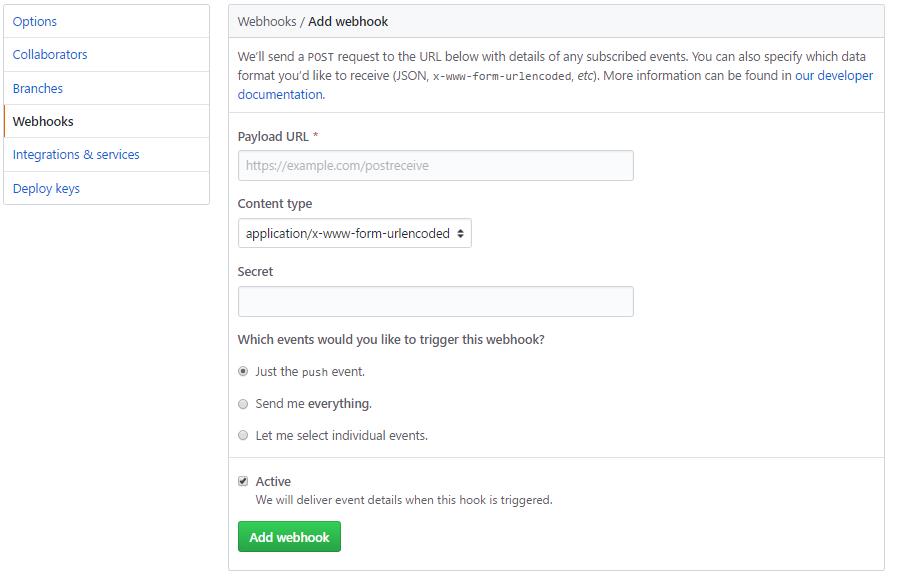 Options
Collaborators
Branches
Webhooks
Integrations & services
Deploy keys
Webhooks / Add webhook
We'll send a POST request to the URL below with details of any subscribed events. You can also specify which data
format you'd like to receive (JSON, x-www-form-urlencoded, etc). More information can be found in our developer
documentation.
Payload URL *
https://example.com/postreceive
Content type
application/x-www-form-urlencoded
Secret
Which events would you like to trigger this webhook?
Just the push event.
Send me everything.
Let me select individual events.
Active
We will deliver event details when this hook is triggered.
Add webhook